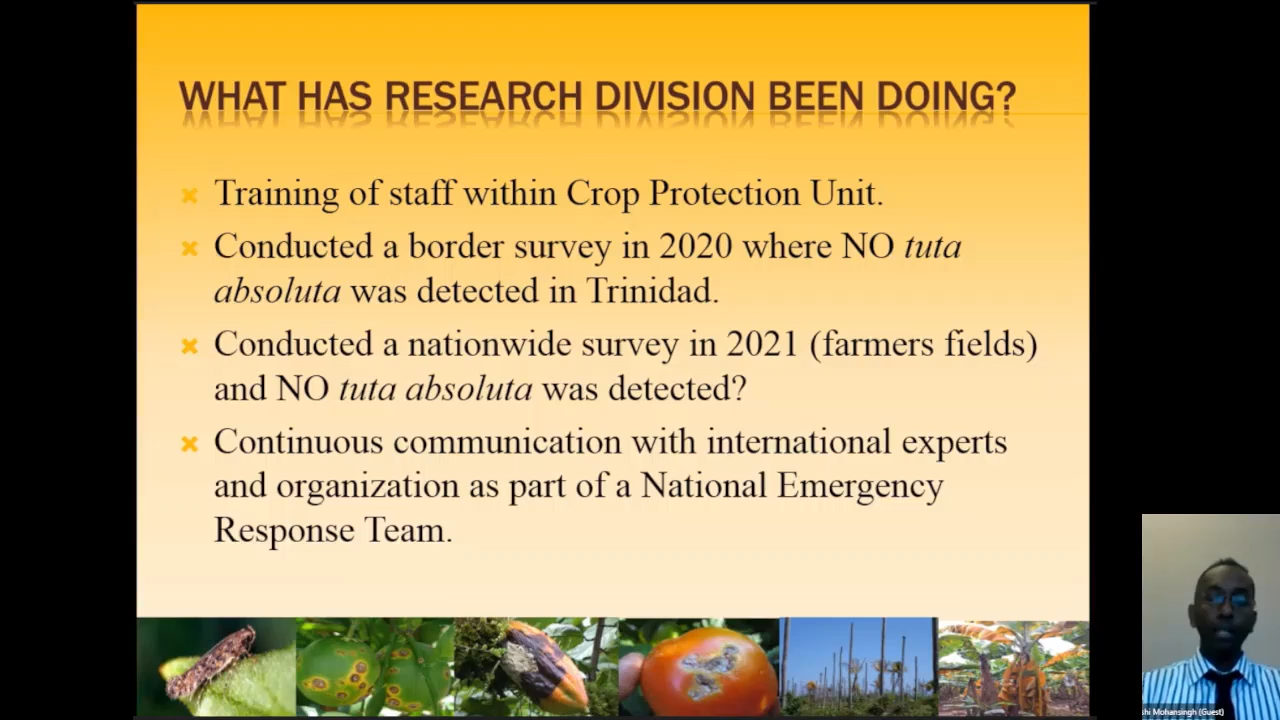 WHAT HAS RESEARCH DIVISION BEEN DOING?
Training of staff within Crop Protection Unit.
Conducted a border survey in 2020 where NO tuta
absoluta was detected in Trinidad.
Conducted a nationwide survey in 2021 (farmers fields)
and NO tuta absoluta was detected?
Continuous communication with international experts
and organization as part of a National Emergency
Response Team.
Mohansingh (Guest)